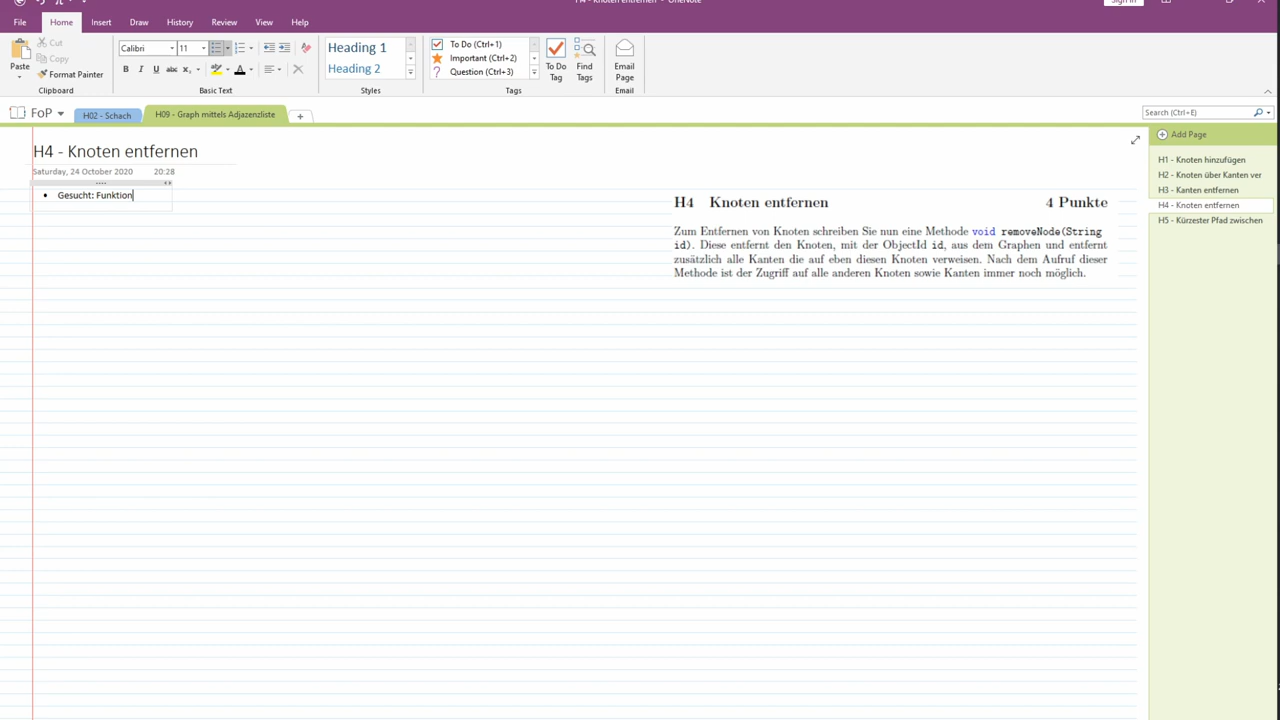 H4 - Knoten entfernen - OneNote
Sign in
File Home Insert Draw History Review View Help
Paste
Cut
Copy
Format Painter
Clipboard
Calibri 11
B I U abc x
Basic Text
Heading 1
Heading 2
Styles
To Do (Ctrl+1)
Important (Ctrl+2)
Question (Ctrl+3)
To Do Tag
Find Tags
Tags
Email Page
Email
FoP
H02 - Schach
H09 - Graph mittels Adjazenzliste
Search (Ctrl+E)
H4 - Knoten entfernen
Saturday, 24 October 2020 20:28
• Gesucht: Funktion
H4 Knoten entfernen 4 Punkte
Zum Entfernen von Knoten schreiben Sie nun eine Methode void removeNode(String
id). Diese entfernt den Knoten, mit der ObjectId id, aus dem Graphen und entfernt
zusätzlich alle Kanten die auf eben diesen Knoten verweisen. Nach dem Aufruf dieser
Methode ist der Zugriff auf alle anderen Knoten sowie Kanten immer noch möglich.
Add Page
H1 - Knoten hinzufügen
H2 - Knoten über Kanten ver
H3 - Kanten entfernen
H4 - Knoten entfernen
H5 - Kürzester Pfad zwischen